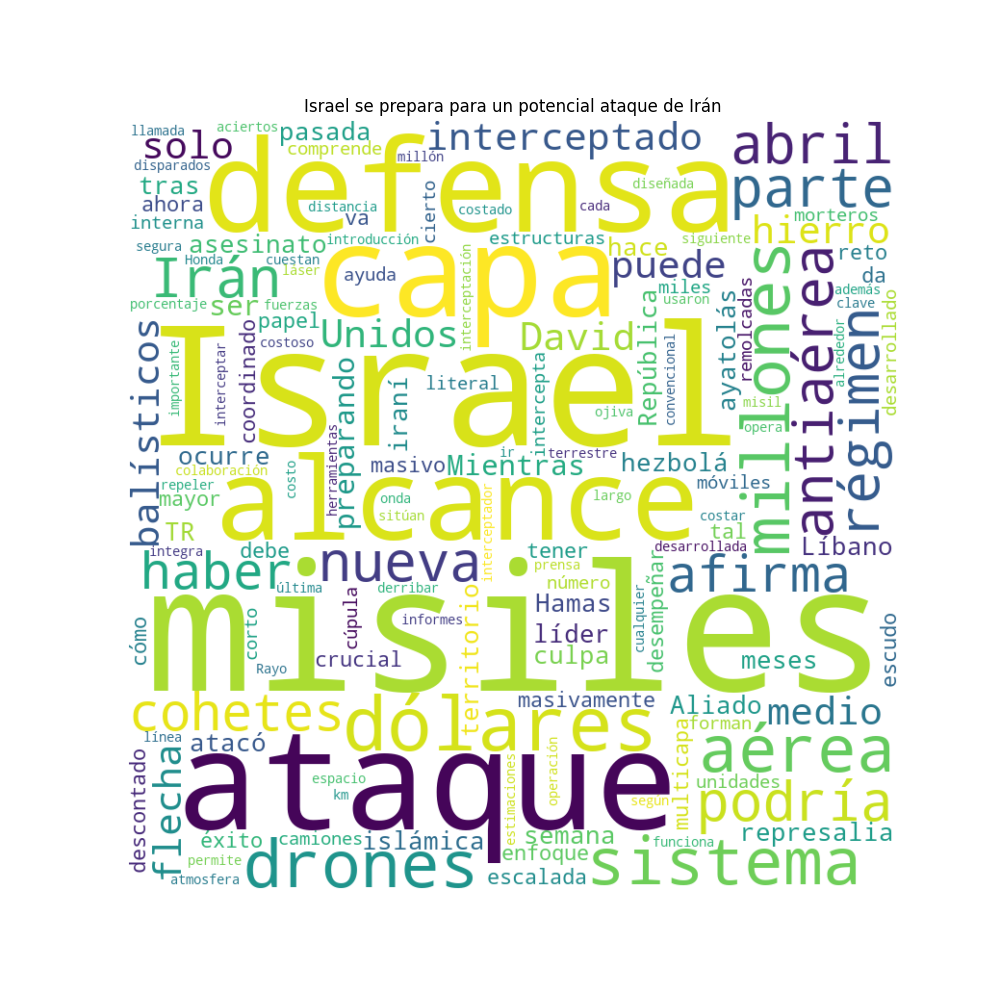 Israel se prepara para un potencial ataque de Irán
llamada
aciertos
pasada
interceptado
abril
solo
comprende
millón
defensa
disparados
tras
diseñada
parte
ahora
distancia
va
cierto
costado
cada
morteros
interna
hierro
segura
asesinato
introducción
estructuras
hace
siguiente
reto
Honda
cuestan
láser
Irán
capa
ayuda
interceptación
puede
miles
da
además
porcentaje
ser
fuerzas
usaron
clave
papel
Unidos
David
República
remolcadas
millones
antiaérea
régimen
alrededor
desarrollado
balísticos
importante
interceptar
coordinado
costoso
Israel
preparando
iraní
literal
intercepta
ojiva
convencional
ayatolás
misil
opera
ocurre
masivo
Mientras
ir
terrestre
hezbolá
móviles
colaboración
repeler
costo
herramientas
mayor
onda
sitúan
alcance
interceptador
largo
costar
TR
tal
Líbano
integra
debe
tener
desarrollada
haber
nueva
prensa
afirma
última
derribar
número
cualquier
desempeñar
cómo
corto
cúpula
informes
territorio
Hamas
líder
misiles
escudo
Rayo
crucial
culpa
meses
cohetes
dólares
masivamente
Aliado
medio
línea
atacó
forman
multicapa
aérea
descontado
flecha
ataque
espacio
km
estimaciones
operación
según
unidades
podría
éxito
camiones
islámica
semana
represalia
permite
enfoque
funciona
atmosfera
drones
escalada
sistema